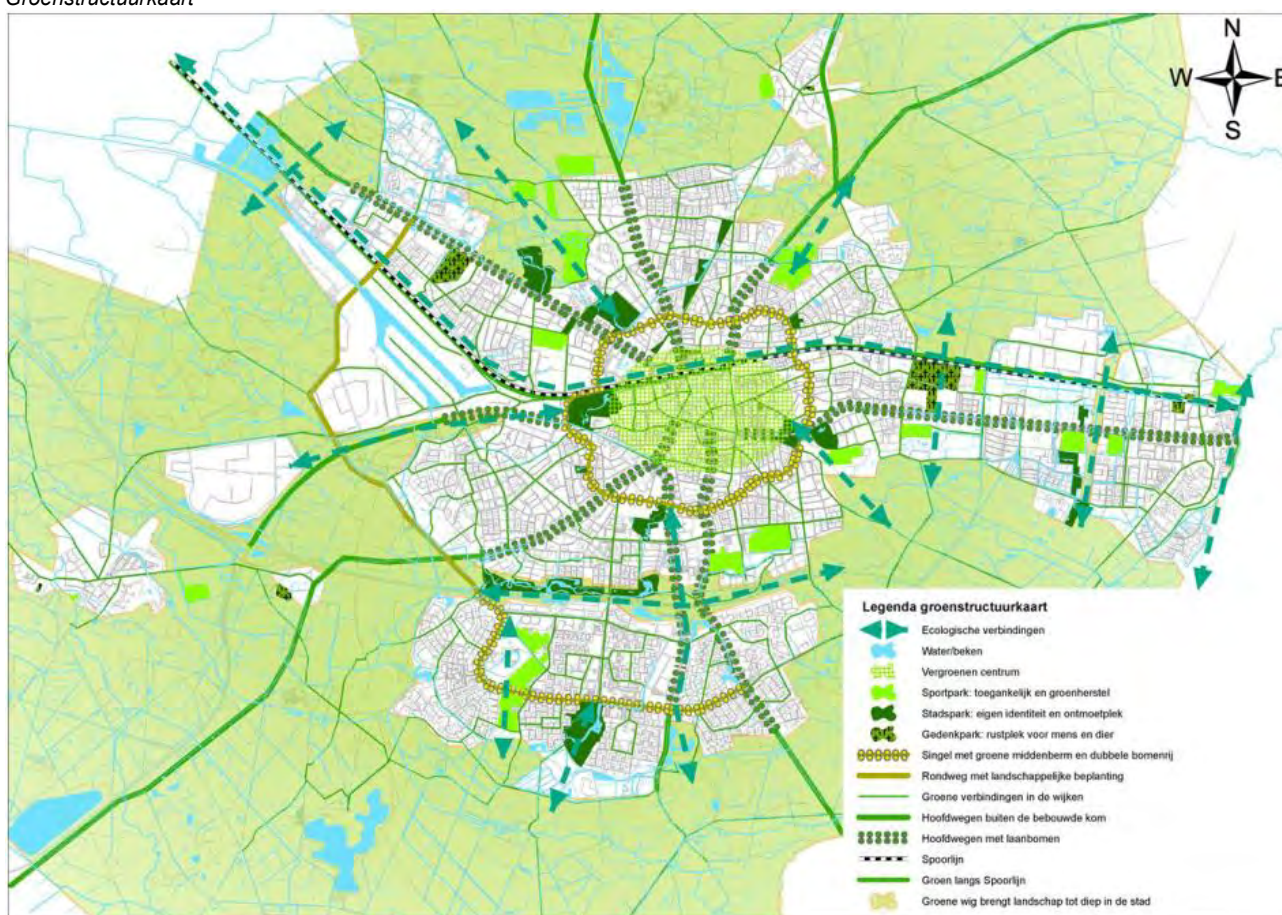 Groenstructuurkaart
N
W E
S
Legenda groenstructuurkaart
Ecologische verbindingen
Water/beken
Vergroenen centrum
Sportpark: toegankelijk en groenherstel
Stadspark: eigen identiteit en ontmoetplek
Gedenkpark: rustplek voor mens en dier
Singel met groene middenberm en dubbele bomenrij
Rondweg met landschappelijke beplanting
Groene verbindingen in de wijken
Hoofdwegen buiten de bebouwde kom
Hoofdwegen met laanbomen
Spoorlijn
Groen langs Spoorlijn
Groene wig brengt landschap tot diep in de stad